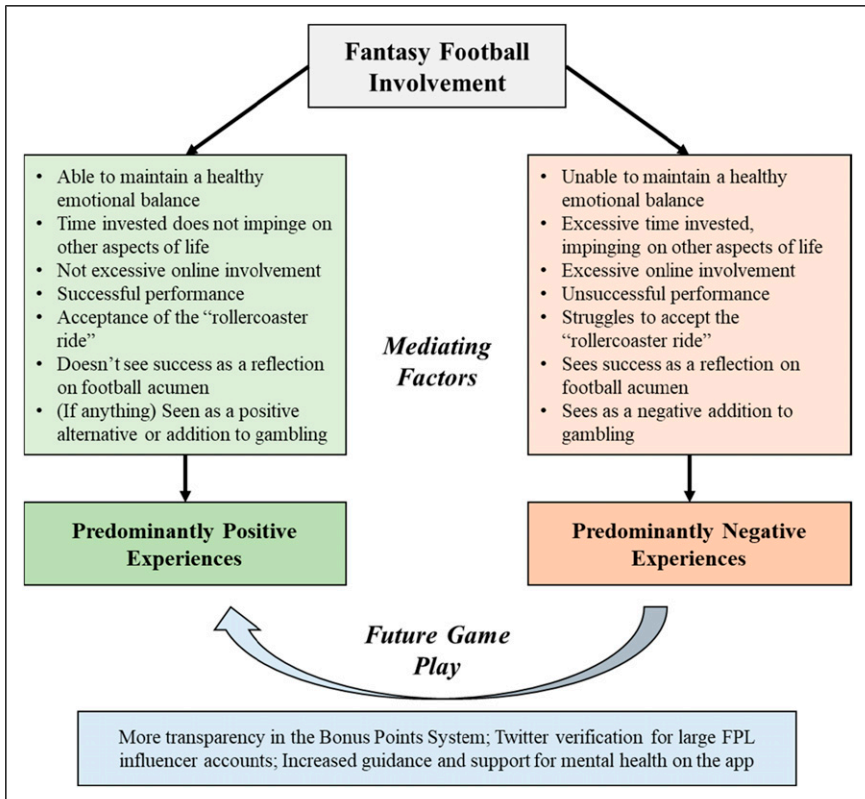 Fantasy Football
Involvement
• Able to maintain a healthy
emotional balance
• Time invested does not impinge on
other aspects of life
• Not excessive online involvement
• Successful performance
• Acceptance of the “rollercoaster
ride”
• Doesn’t see success as a reflection
on football acumen
• (If anything) Seen as a positive
alternative or addition to gambling
Mediating
Factors
• Unable to maintain a healthy
emotional balance
• Excessive time invested,
impinging on other aspects of life
• Excessive online involvement
• Unsuccessful performance
• Struggles to accept the
“rollercoaster ride”
• Sees success as a reflection on
football acumen
• Sees as a negative addition to
gambling
Predominantly Positive
Experiences
Predominantly Negative
Experiences
Future Game
Play
More transparency in the Bonus Points System; Twitter verification for large FPL
influencer accounts; Increased guidance and support for mental health on the app